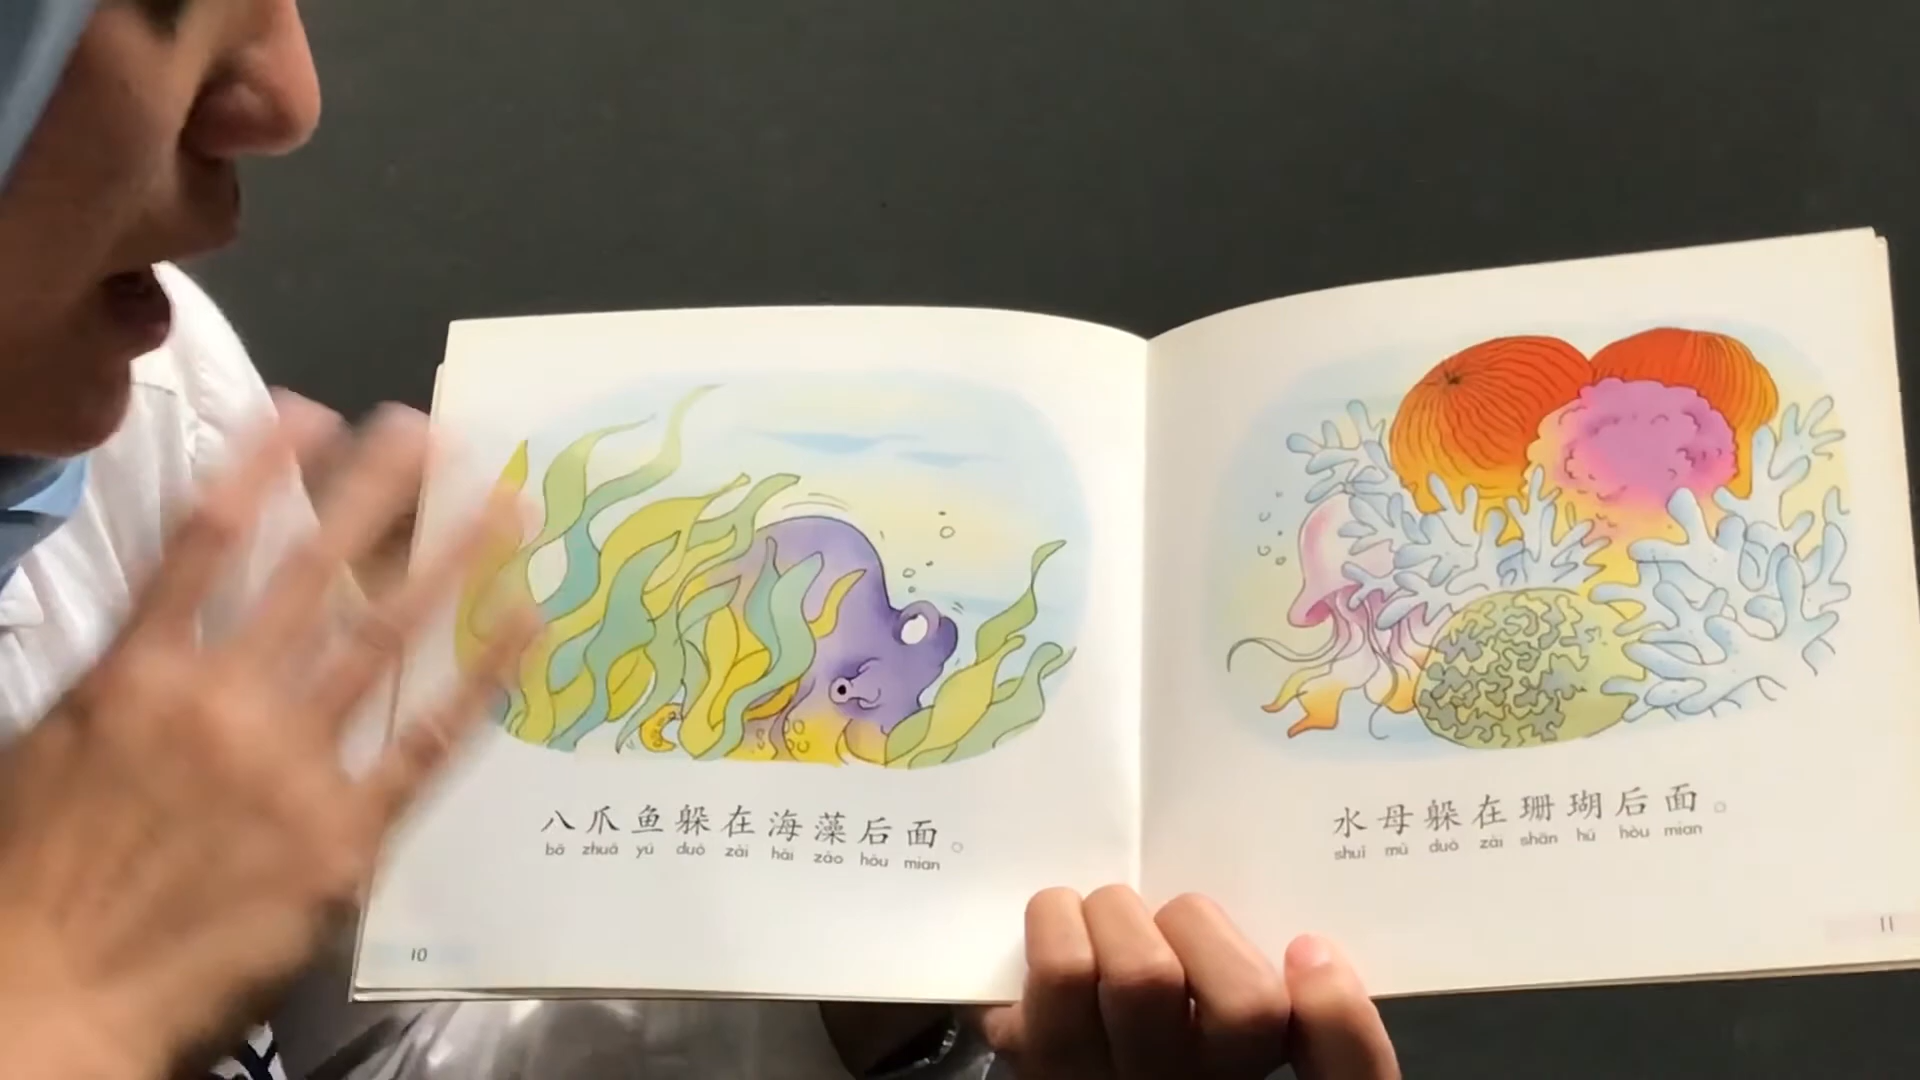 八爪鱼躲在海藻后面。
bā zhuǎ yú duǒ zài hǎi zǎo hòu mian
10
水母躲在珊瑚后面。
shuǐ mǔ duǒ zài shān hú hòu mian
11